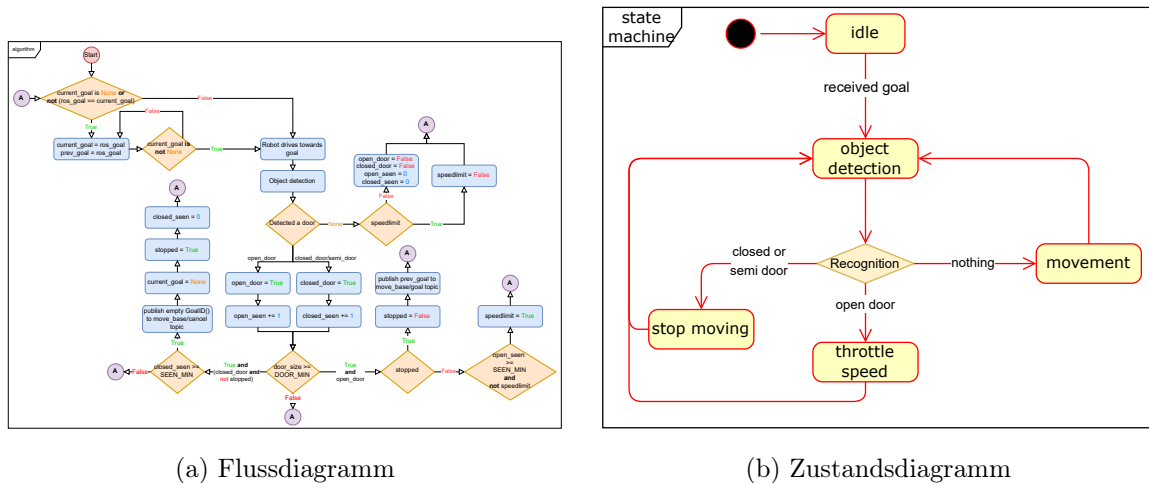 algorithm
Start
A
current_goal is None or
not (ros_goal == current_goal)
False
True
False
current_goal = ros_goal
prev_goal = ros_goal
current_goal is
not None
True
Robot drives towards
goal
Object detection
Detected a door
None
speedlimit
False
True
open_door = False
closed_door = False
open_seen = 0
closed_seen = 0
speedlimit = False
A
A
closed_seen = 0
stopped = True
current_goal = None
publish empty GoalID()
to move_base/cancel
topic
True
closed_seen >=
SEEN_MIN
False
A
open_door
closed_door/semi_door
open_door = True
closed_door = True
open_seen += 1
closed_seen += 1
door_size >=
DOOR_MIN
True and
(closed_door and
not stopped)
False
A
True
and
open_door
stopped
True
stopped = False
publish prev_goal to
move_base/goal topic
A
False
open_seen
>=
SEEN_MIN
and
not speedlimit
True
speedlimit = True
A
(a) Flussdiagramm
state
machine
idle
received goal
object
detection
Recognition
closed or
semi door
nothing
movement
open door
stop moving
throttle
speed
(b) Zustandsdiagramm